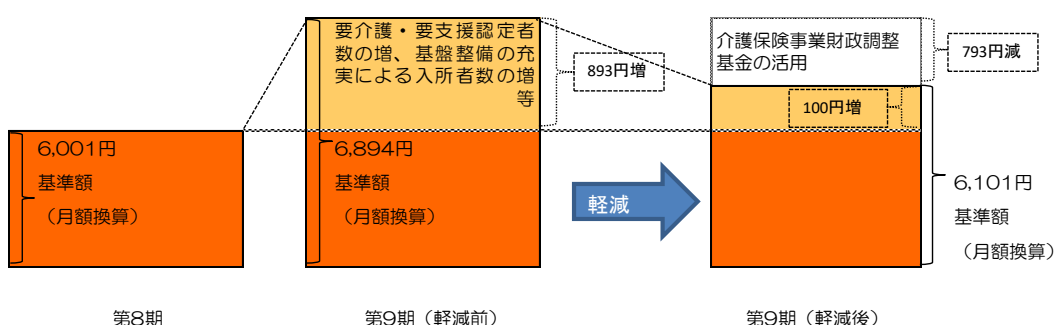 6,001円
基準額
（月額換算）
第8期
要介護・要支援認定者
数の増、基盤整備の充
実による入所者数の増
等
893円増
6,894円
基準額
（月額換算）
第9期（軽減前）
軽減
介護保険事業財政調整
基金の活用
793円減
100円増
6,101円
基準額
（月額換算）
第9期（軽減後）